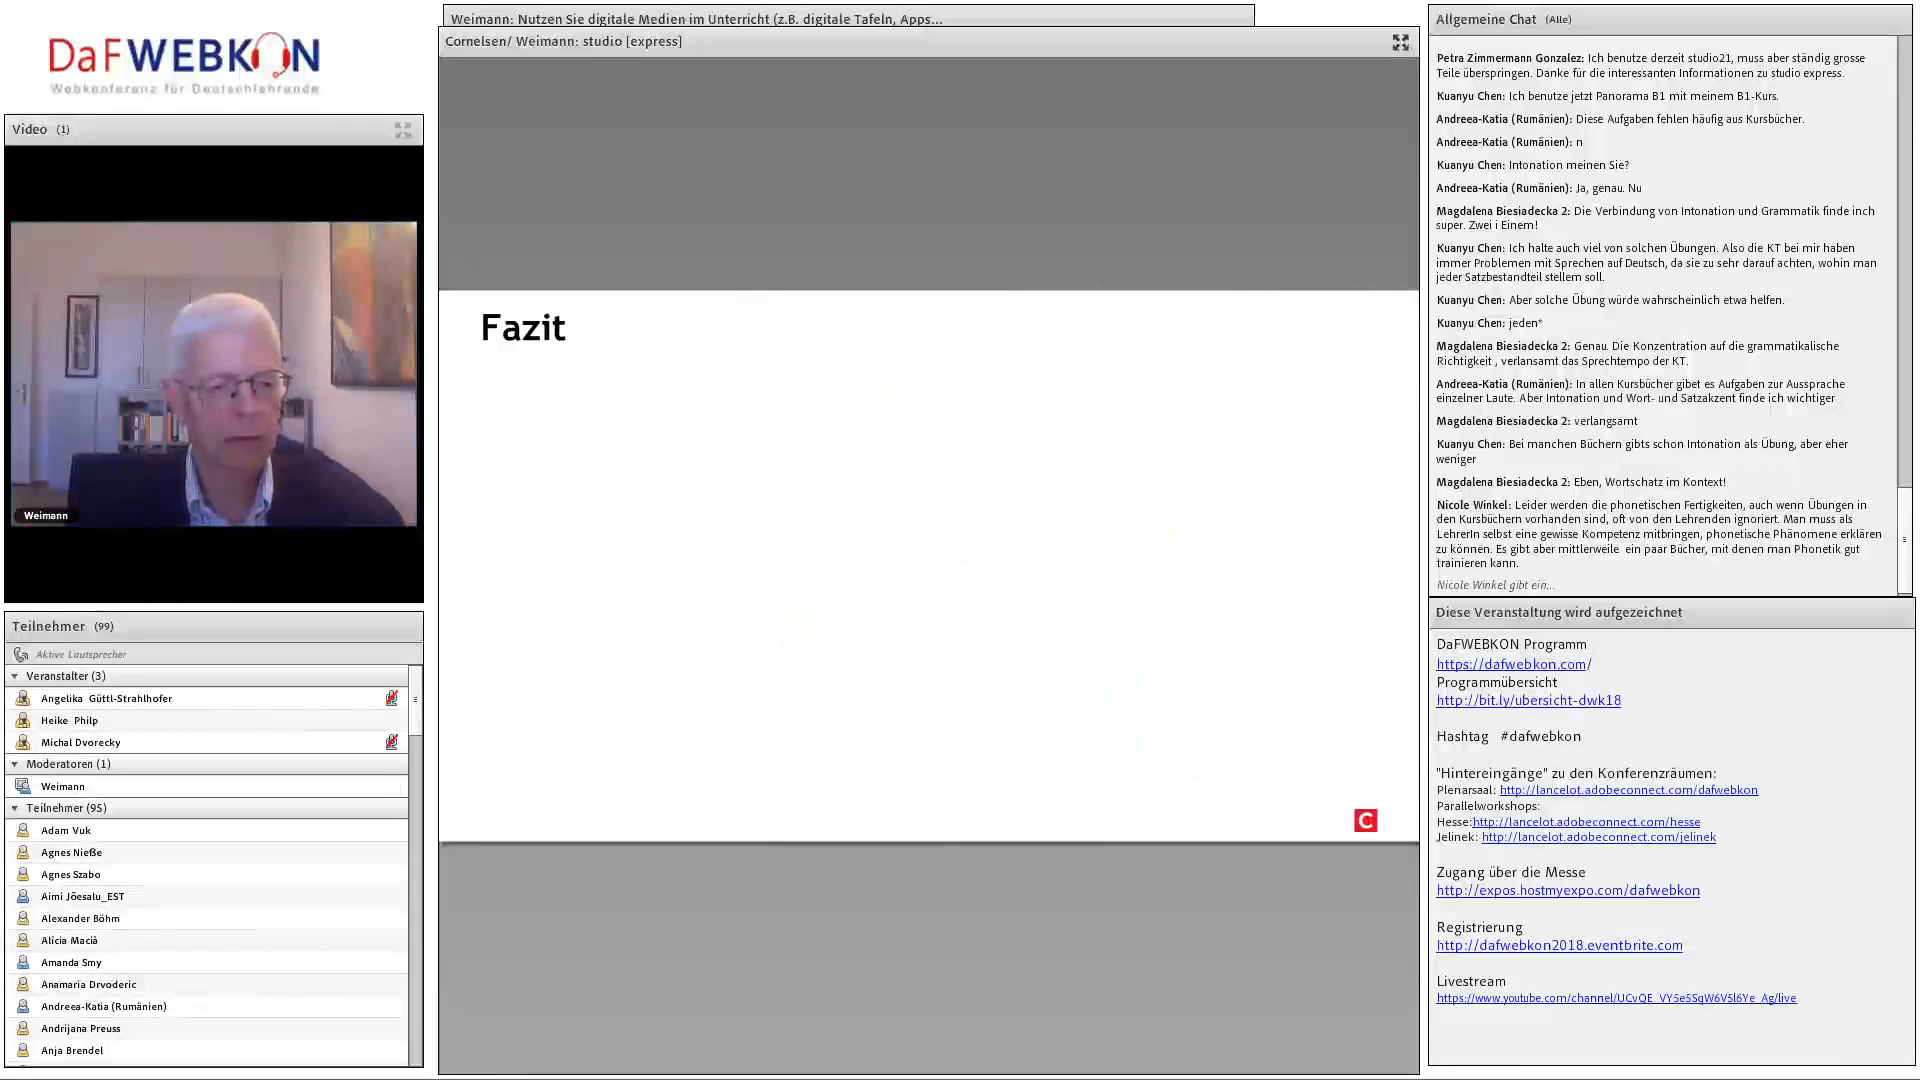 DaFWEBKON
Webkonferenz für Deutschlehrende
Video (1)
Weimann
Teilnehmer (99)
Aktive Lautsprecher
Veranstalter (3)
Angelika Güttl-Strahlhofer
Heike Philp
Michal Dvorecky
Moderatoren (1)
Weimann
Teilnehmer (95)
Adam Vuk
Agnes Nieße
Agnes Szabo
Aimi Jõesalu_EST
Alexander Böhm
Alícia Macià
Amanda Smy
Anamaria Drvoderic
Andreea-Katia (Rumänien)
Andrijana Preuss
Anja Brendel
Weimann: Nutzen Sie digitale Medien im Unterricht (z.B. digitale Tafeln, Apps...
Cornelsen/ Weimann: studio [express]
Fazit
C
Allgemeine Chat (Alle)
Petra Zimmermann Gonzalez: Ich benutze derzeit studio21, muss aber ständig grosse
Teile überspringen. Danke für die interessanten Informationen zu studio express.
Kuanyu Chen: Ich benutze jetzt Panorama B1 mit meinem B1-Kurs.
Andreea-Katia (Rumänien): Diese Aufgaben fehlen häufig aus Kursbücher.
Andreea-Katia (Rumänien): n
Kuanyu Chen: Intonation meinen Sie?
Andreea-Katia (Rumänien): Ja, genau. Nu
Magdalena Biesiadecka 2: Die Verbindung von Intonation und Grammatik finde inch
super. Zwei i Einem!
Kuanyu Chen: Ich halte auch viel von solchen Übungen. Also die KT bei mir haben
immer Problemen mit Sprechen auf Deutsch, da sie zu sehr darauf achten, wohin man
jeder Satzbestandteil stellem soll.
Kuanyu Chen: Aber solche Übung würde wahrscheinlich etwa helfen.
Kuanyu Chen: jeden*
Magdalena Biesiadecka 2: Genau. Die Konzentration auf die grammatikalische
Richtigkeit , verlansamt das Sprechtempo der KT.
Andreea-Katia (Rumänien): In allen Kursbücher gibet es Aufgaben zur Aussprache
einzelner Laute. Aber Intonation und Wort- und Satzakzent finde ich wichtiger
Magdalena Biesiadecka 2: verlangsamt
Kuanyu Chen: Bei manchen Büchern gibts schon Intonation als Übung, aber eher
weniger
Magdalena Biesiadecka 2: Eben, Wortschatz im Kontext!
Nicole Winkel: Leider werden die phonetischen Fertigkeiten, auch wenn Übungen in
den Kursbüchern vorhanden sind, oft von den Lehrenden ignoriert. Man muss als
LehrerIn selbst eine gewisse Kompetenz mitbringen, phonetische Phänomene erklären
zu können. Es gibt aber mittlerweile ein paar Bücher, mit denen man Phonetik gut
trainieren kann.
Nicole Winkel gibt ein...
Diese Veranstaltung wird aufgezeichnet
DaFWEBKON Programm
https://dafwebkon.com/
Programmübersicht
http://bit.ly/ubersicht-dwk18
Hashtag #dafwebkon
"Hintereingänge" zu den Konferenzräumen:
Plenarsaal: http://lancelot.adobeconnect.com/dafwebkon
Parallelworkshops:
Hesse:http://lancelot.adobeconnect.com/hesse
Jelinek: http://lancelot.adobeconnect.com/jelinek
Zugang über die Messe
http://expos.hostmyexpo.com/dafwebkon
Registrierung
http://dafwebkon2018.eventbrite.com
Livestream
https://www.youtube.com/channel/UCvQE_VY5e5SqW6V5l6Ye_Ag/live